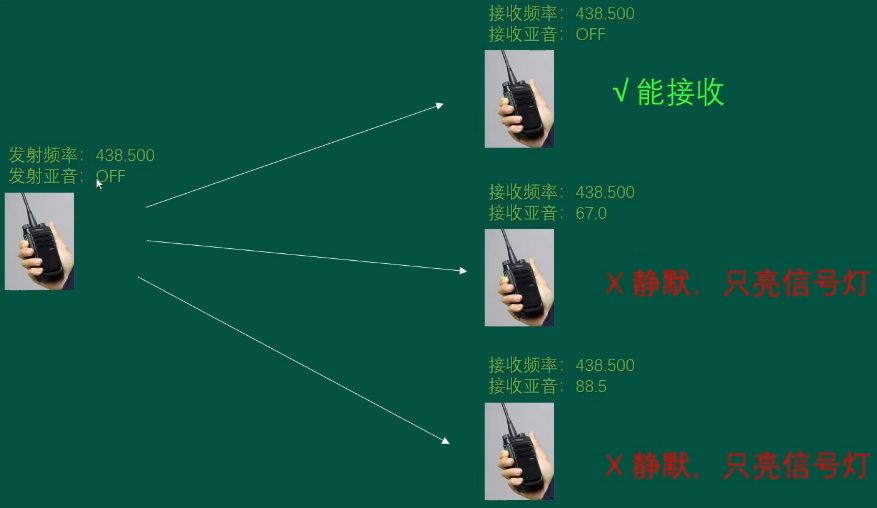 接收频率：438.500
接收亚音：OFF
√能接收
发射频率：438.500
发射亚音：OFF
接收频率：438.500
接收亚音：67.0
X 静默，只亮信号灯
接收频率：438.500
接收亚音：88.5
X 静默，只亮信号灯